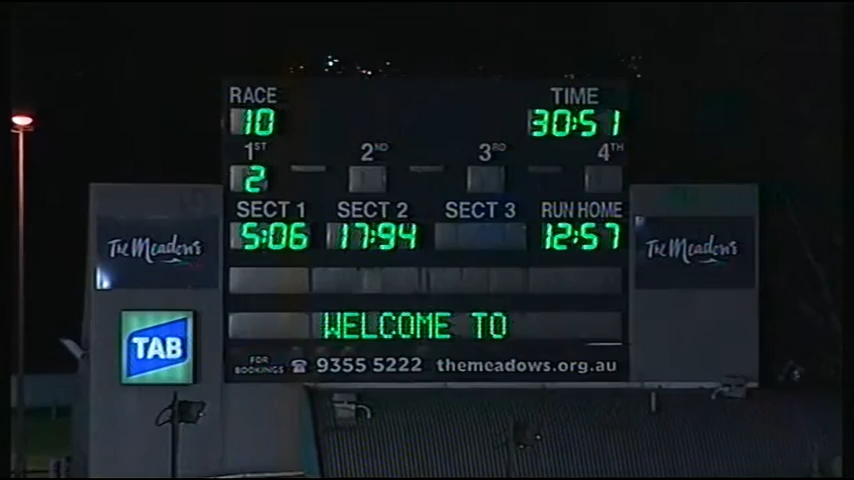 RACE TIME
10 30:51
1ST 2ND 3RD 4TH
2
SECT 1 SECT 2 SECT 3 RUN HOME
5:06 17:94 12:57
The Meadows
The Meadows
WELCOME TO
TAB
FOR BOOKINGS ☎ 9355 5222 themeadows.org.au